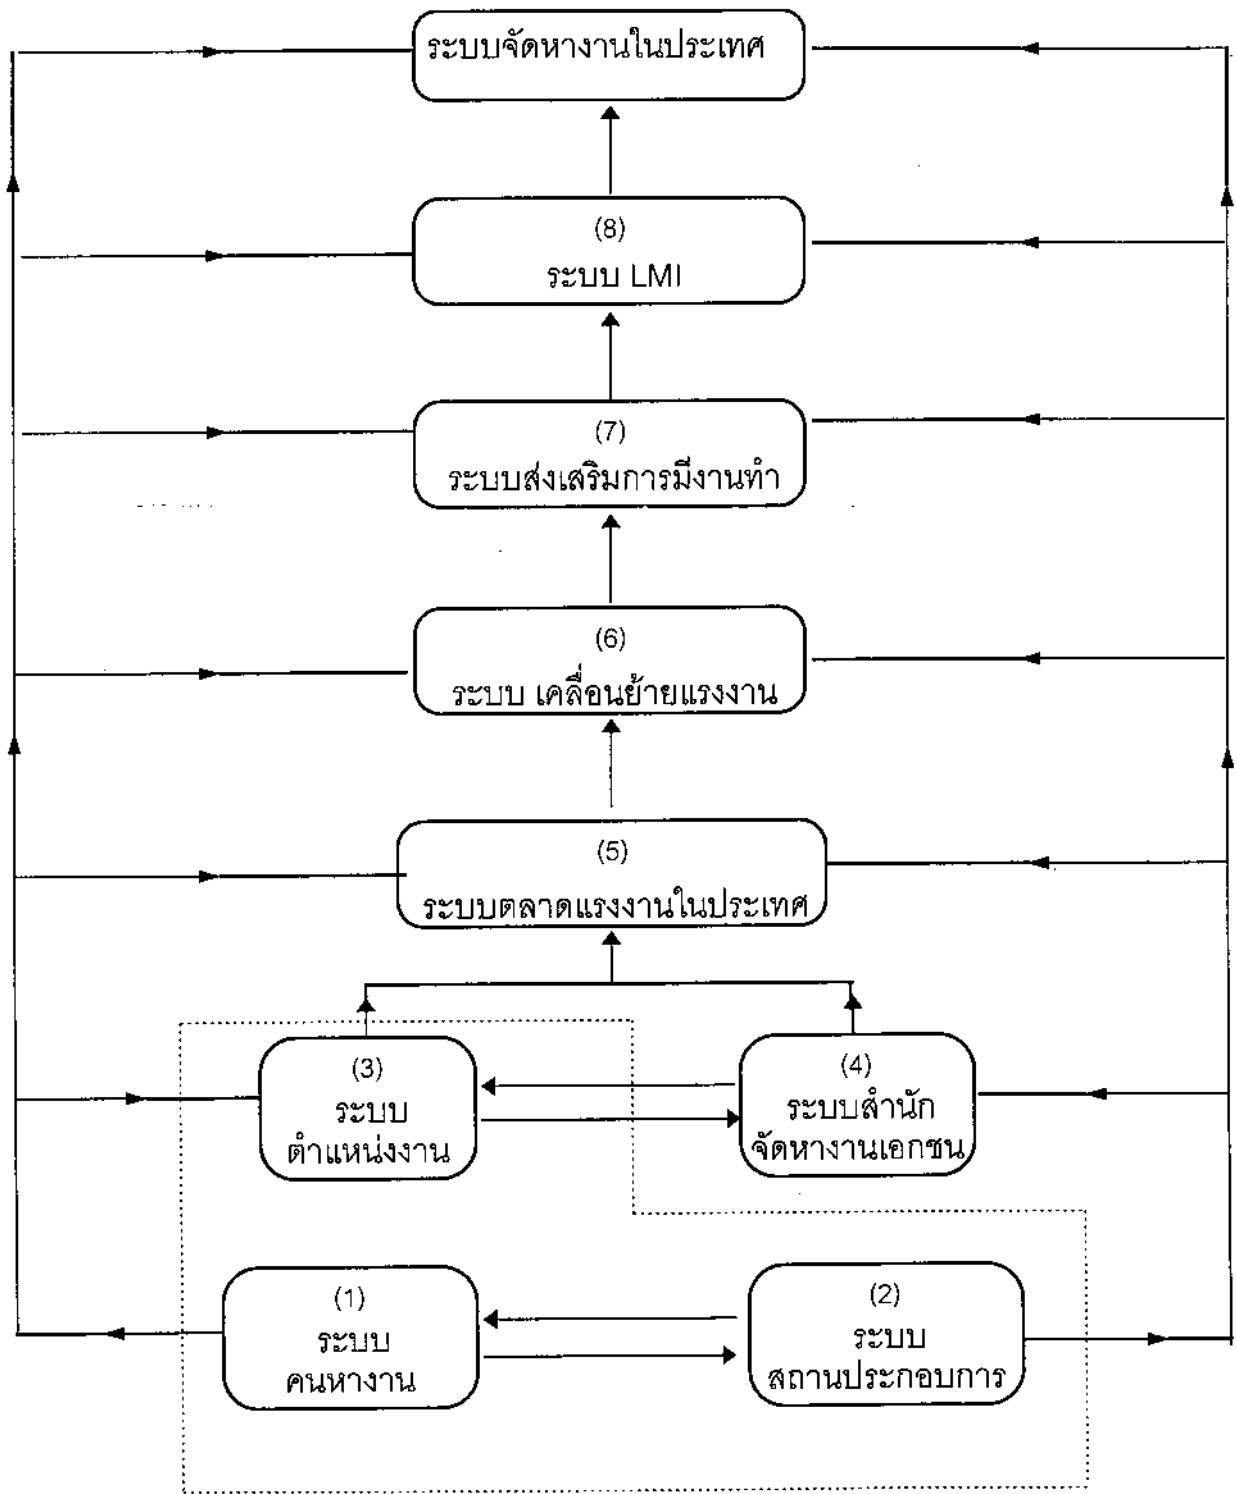 ระบบจัดหางานในประเทศ
(8)
ระบบ LMI
(7)
ระบบส่งเสริมการมีงานทำ
(6)
ระบบ เคลื่อนย้ายแรงงาน
(5)
ระบบตลาดแรงงานในประเทศ
(3)
ระบบ
ตำแหน่งงาน
(4)
ระบบสำนัก
จัดหางานเอกชน
(1)
ระบบ
คนหางาน
(2)
ระบบ
สถานประกอบการ